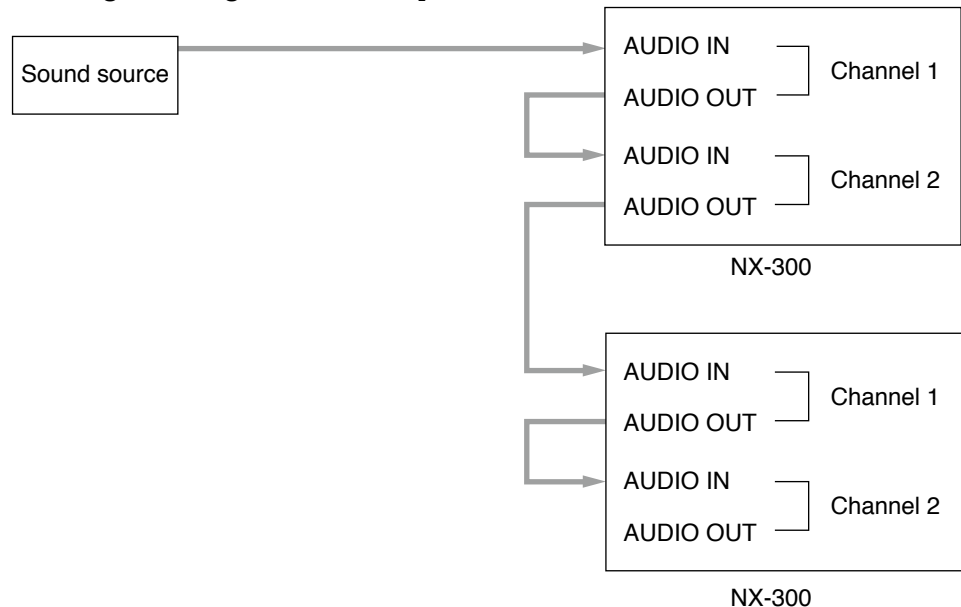 Sound source
AUDIO IN
Channel 1
AUDIO OUT
AUDIO IN
Channel 2
AUDIO OUT
NX-300
AUDIO IN
Channel 1
AUDIO OUT
AUDIO IN
Channel 2
AUDIO OUT
NX-300